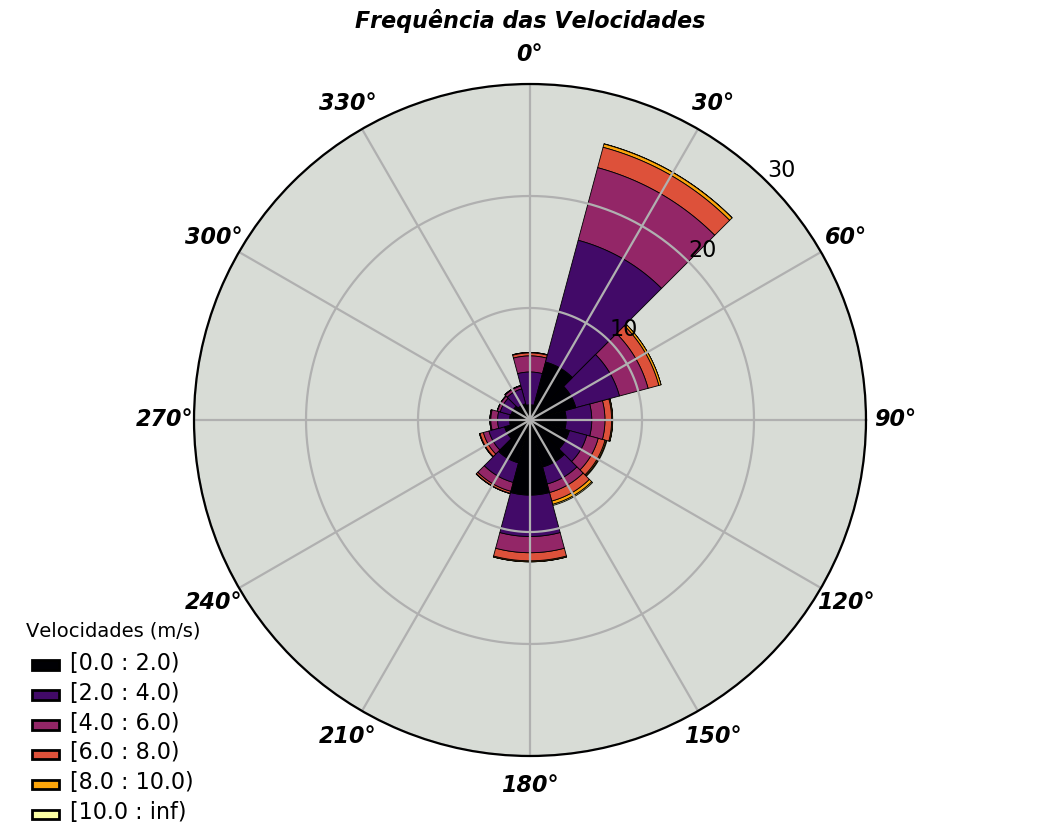 Frequência das Velocidades
0°
330°
30°
30
300°
60°
20
10
270°
90°
240°
120°
210°
150°
180°
Velocidades (m/s)
[0.0 : 2.0)
[2.0 : 4.0)
[4.0 : 6.0)
[6.0 : 8.0)
[8.0 : 10.0)
[10.0 : inf)